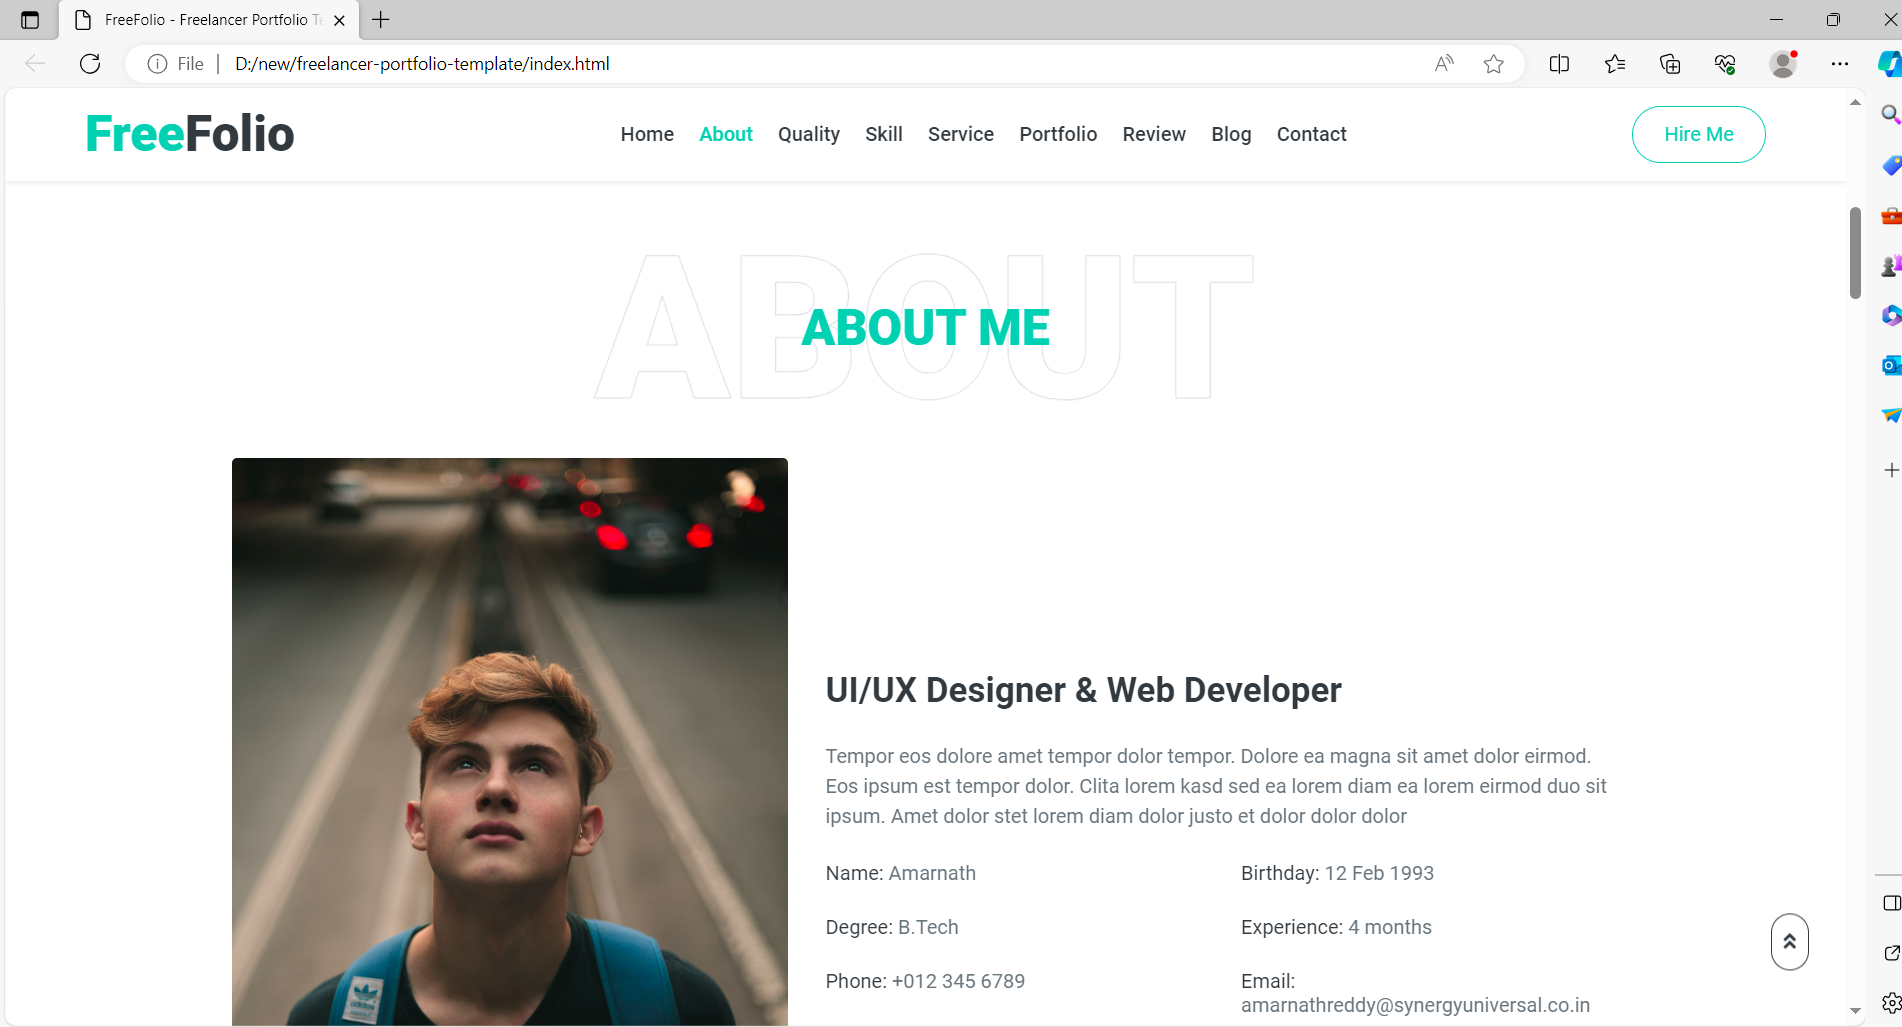 FreeFolio - Freelancer Portfolio Te
File
D:/new/freelancer-portfolio-template/index.html
FreeFolio
Home About Quality Skill Service Portfolio Review Blog Contact
Hire Me
ABOUT
ABOUT ME
UI/UX Designer & Web Developer
Tempor eos dolore amet tempor dolor tempor. Dolore ea magna sit amet dolor eirmod.
Eos ipsum est tempor dolor. Clita lorem kasd sed ea lorem diam ea lorem eirmod duo sit
ipsum. Amet dolor stet lorem diam dolor justo et dolor dolor dolor
Name: Amarnath
Birthday: 12 Feb 1993
Degree: B.Tech
Experience: 4 months
Phone: +012 345 6789
Email:
amarnathreddy@synergyuniversal.co.in
adidas